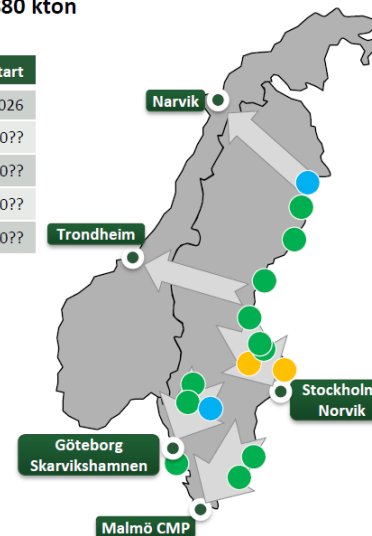 80 kton
tart
026
0??
0??
0??
0??
Narvik
Trondheim
Stockholm
Norvik
Göteborg
Skarvikshamnen
Malmö CMP